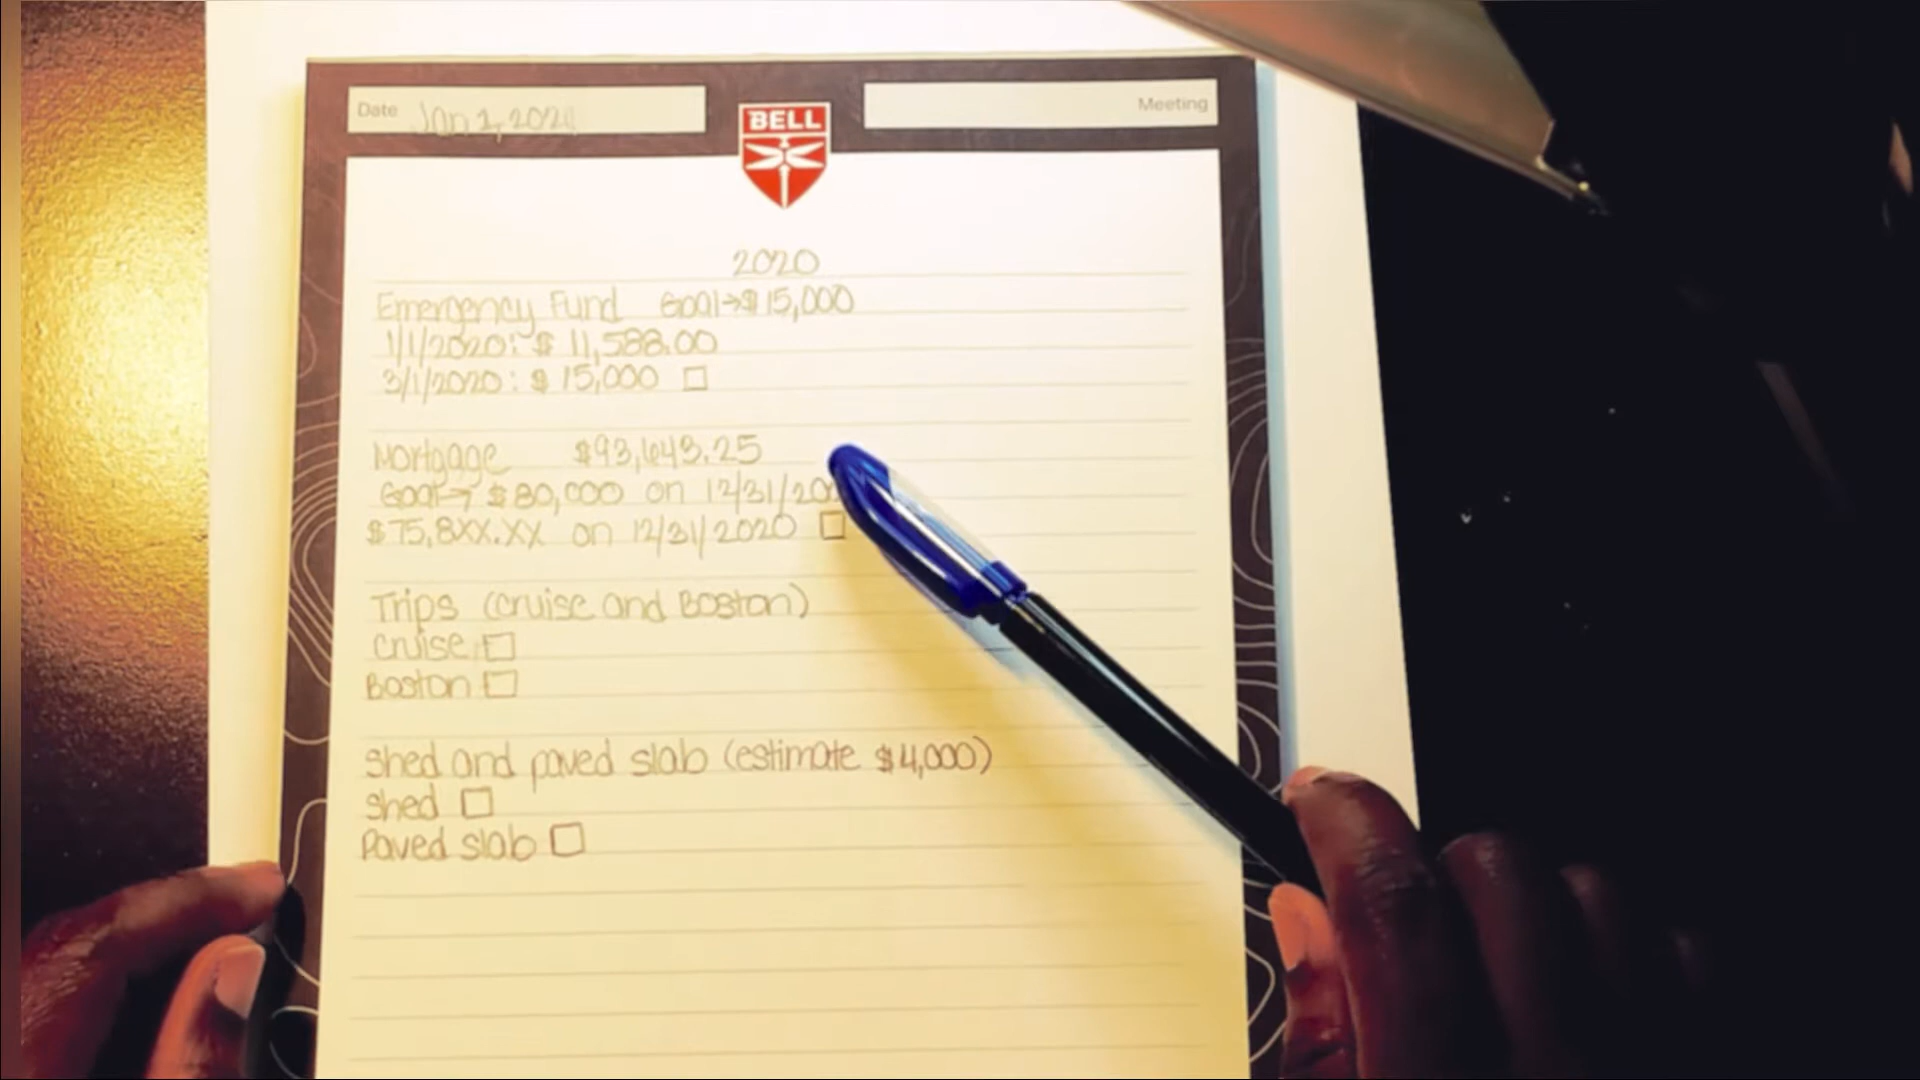 Date Jan 1, 2020
BELL
Meeting
2020
Emergency Fund Goal→$15,000
1/1/2020: $ 11,588.00
3/1/2020: $ 15,000 □
Mortgage $93,643.25
Goal→ $80,000 on 12/31/20
$75,8XX.XX on 12/31/2020 □
Trips (cruise and Boston)
Cruise □
Boston □
Shed and paved slab (estimate $4,000)
Shed □
Paved slab □